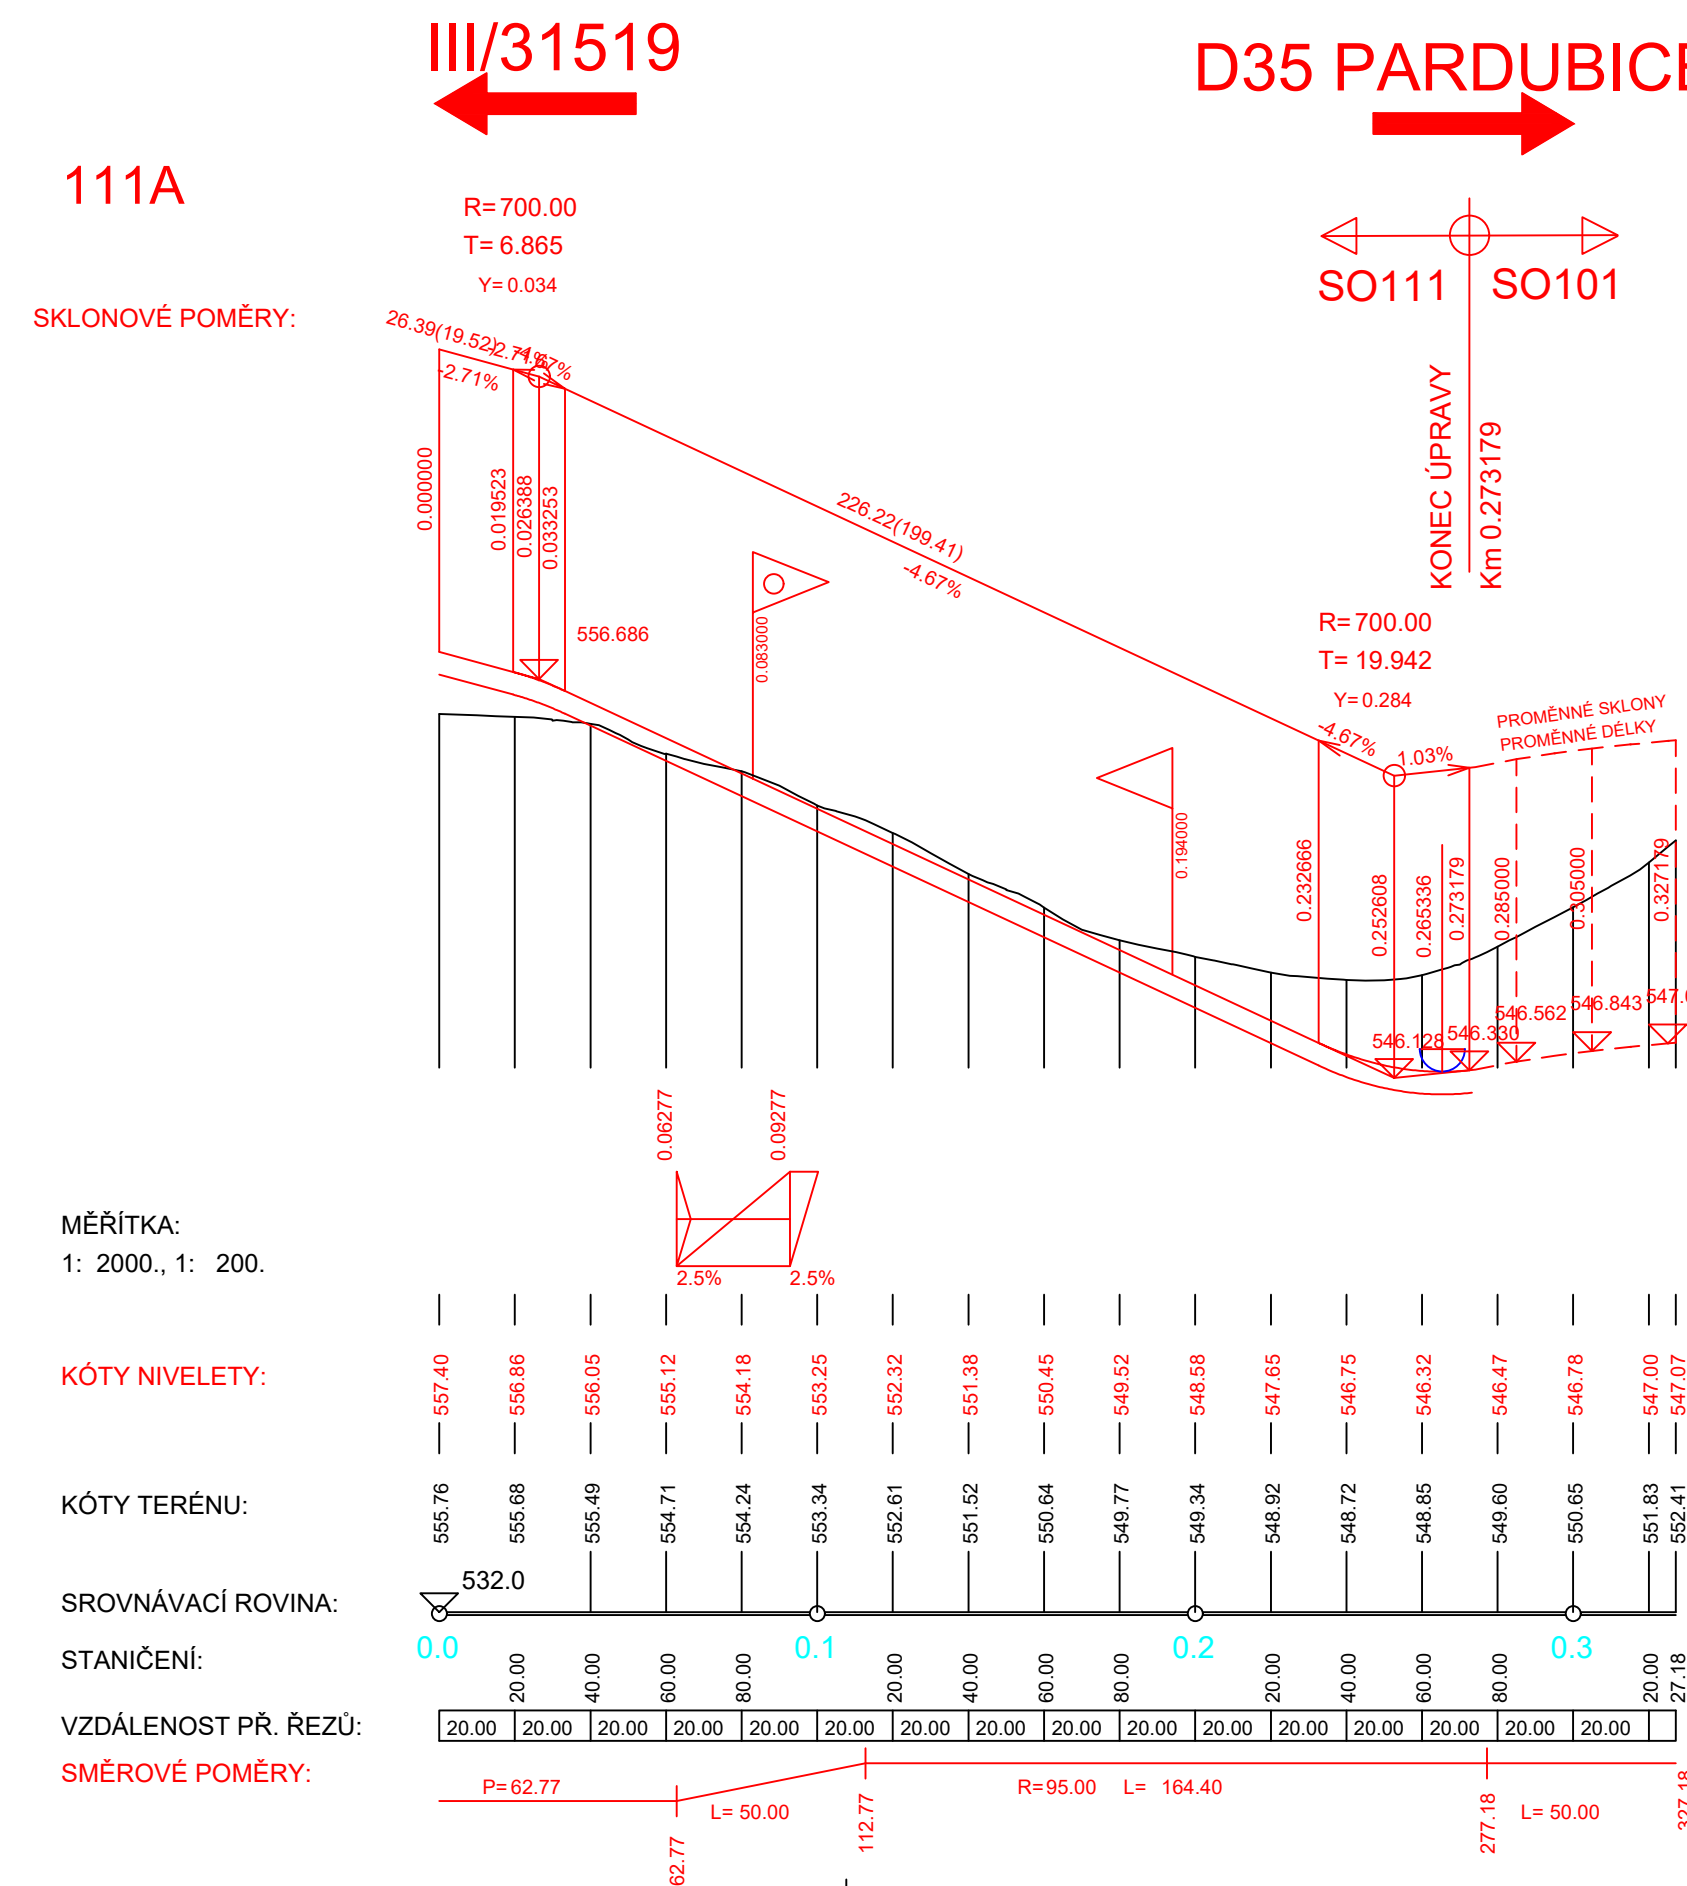 III/31519
D35 PARDUBICE
111A
R=700.00
T= 6.865
Y=0.034
SO111
SO101
SKLONOVÉ POMĚRY:
26.39(19.52)
-2.71%
-4.67%
-2.71%
0.000000
0.019523
0.026388
0.033253
556.686
226.22(199.41)
-4.67%
0.083000
KONEC ÚPRAVY
Km 0.273179
R=700.00
T= 19.942
Y=0.284
-4.67%
1.03%
PROMĚNNÉ SKLONY
PROMĚNNÉ DÉLKY
0.194000
0.232666
0.252608
0.265336
0.273179
0.285000
0.305000
0.327179
546.128
546.330
546.562
546.843
0.06277
0.09277
2.5%
2.5%
MĚŘÍTKA:
1: 2000., 1: 200.
KÓTY NIVELETY:
557.40 556.86 556.05 555.12 554.18 553.25 552.32 551.38 550.45 549.52 548.58 547.65 546.75 546.32 546.47 546.78 547.00 547.07
KÓTY TERÉNU:
555.76 555.68 555.49 554.71 554.24 553.34 552.61 551.52 550.64 549.77 549.34 548.92 548.72 548.85 549.60 550.65 551.83 552.41
532.0
SROVNÁVACÍ ROVINA:
0.0 0.1 0.2 0.3
STANIČENÍ:
20.00 40.00 60.00 80.00 20.00 40.00 60.00 80.00 20.00 40.00 60.00 80.00 20.00 27.18
VZDÁLENOST PŘ. ŘEZŮ:
20.00 20.00 20.00 20.00 20.00 20.00 20.00 20.00 20.00 20.00 20.00 20.00 20.00 20.00 20.00 20.00
SMĚROVÉ POMĚRY:
P=62.77
62.77
L= 50.00
112.77
R=95.00 L= 164.40
277.18
L= 50.00
327.18